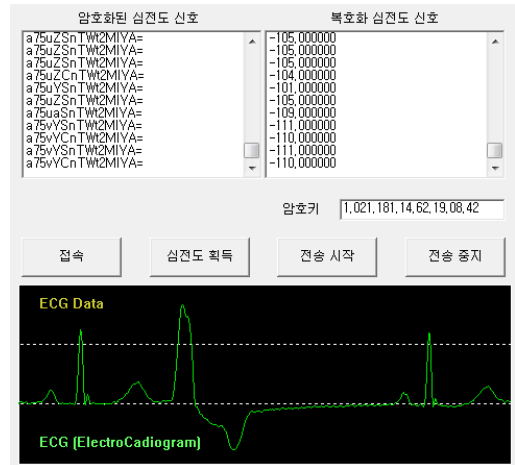 암호화된 심전도 신호
a75uZSnTWt2MIYA=
a75uZSnTWt2MIYA=
a75uZSnTWt2MIYA=
a75uZCnTWt2MIYA=
a75uYSnTWt2MIYA=
a75uZSnTWt2MIYA=
a75uaSnTWt2MIYA=
a75vYSnTWt2MIYA=
a75vYCnTWt2MIYA=
a75vYSnTWt2MIYA=
a75vYCnTWt2MIYA=
복호화 심전도 신호
-105,000000
-105,000000
-105,000000
-104,000000
-101,000000
-105,000000
-109,000000
-111,000000
-110,000000
-111,000000
-110,000000
암호키 1,021,181,14,62,19,08,42
접속
심전도 획득
전송 시작
전송 중지
ECG Data
ECG (ElectroCadiogram)